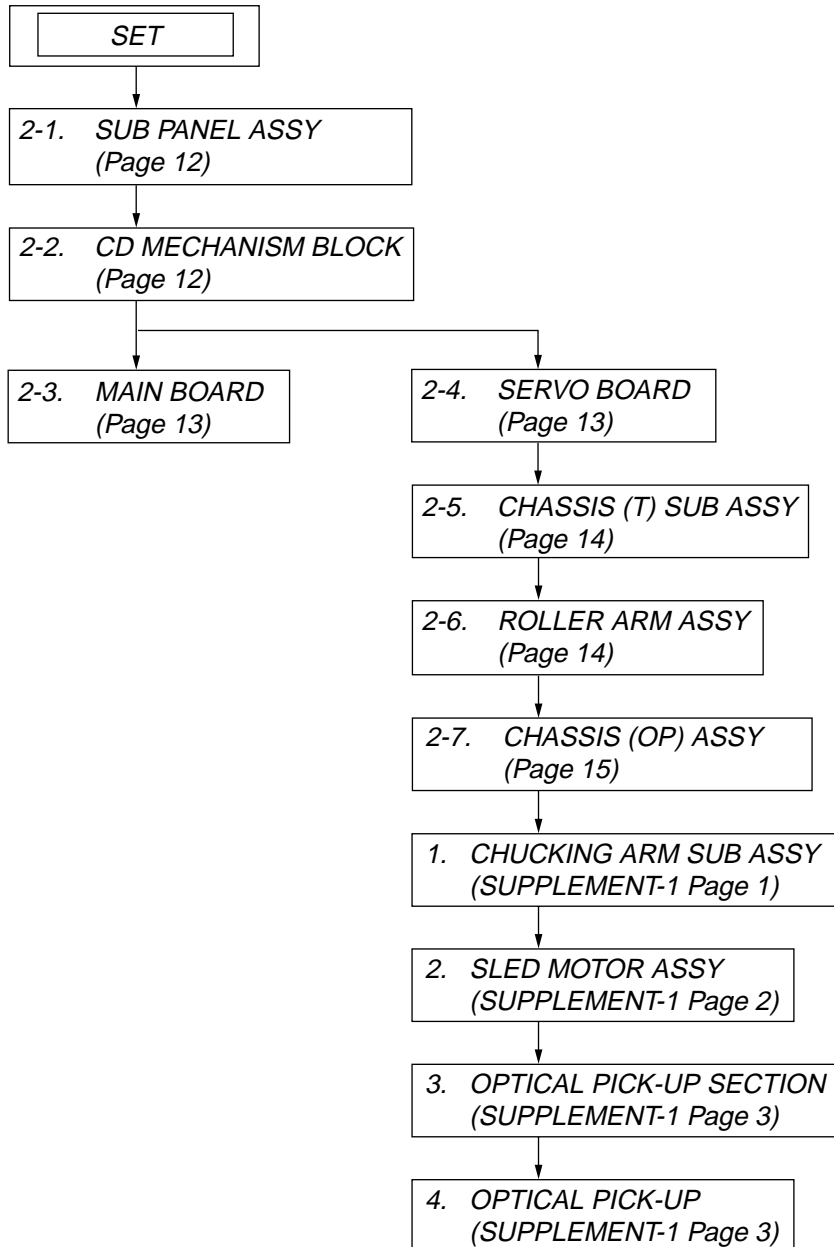 SET
2-1. SUB PANEL ASSY
(Page 12)
2-2. CD MECHANISM BLOCK
(Page 12)
2-3. MAIN BOARD
(Page 13)
2-4. SERVO BOARD
(Page 13)
2-5. CHASSIS (T) SUB ASSY
(Page 14)
2-6. ROLLER ARM ASSY
(Page 14)
2-7. CHASSIS (OP) ASSY
(Page 15)
1. CHUCKING ARM SUB ASSY
(SUPPLEMENT-1 Page 1)
2. SLED MOTOR ASSY
(SUPPLEMENT-1 Page 2)
3. OPTICAL PICK-UP SECTION
(SUPPLEMENT-1 Page 3)
4. OPTICAL PICK-UP
(SUPPLEMENT-1 Page 3)